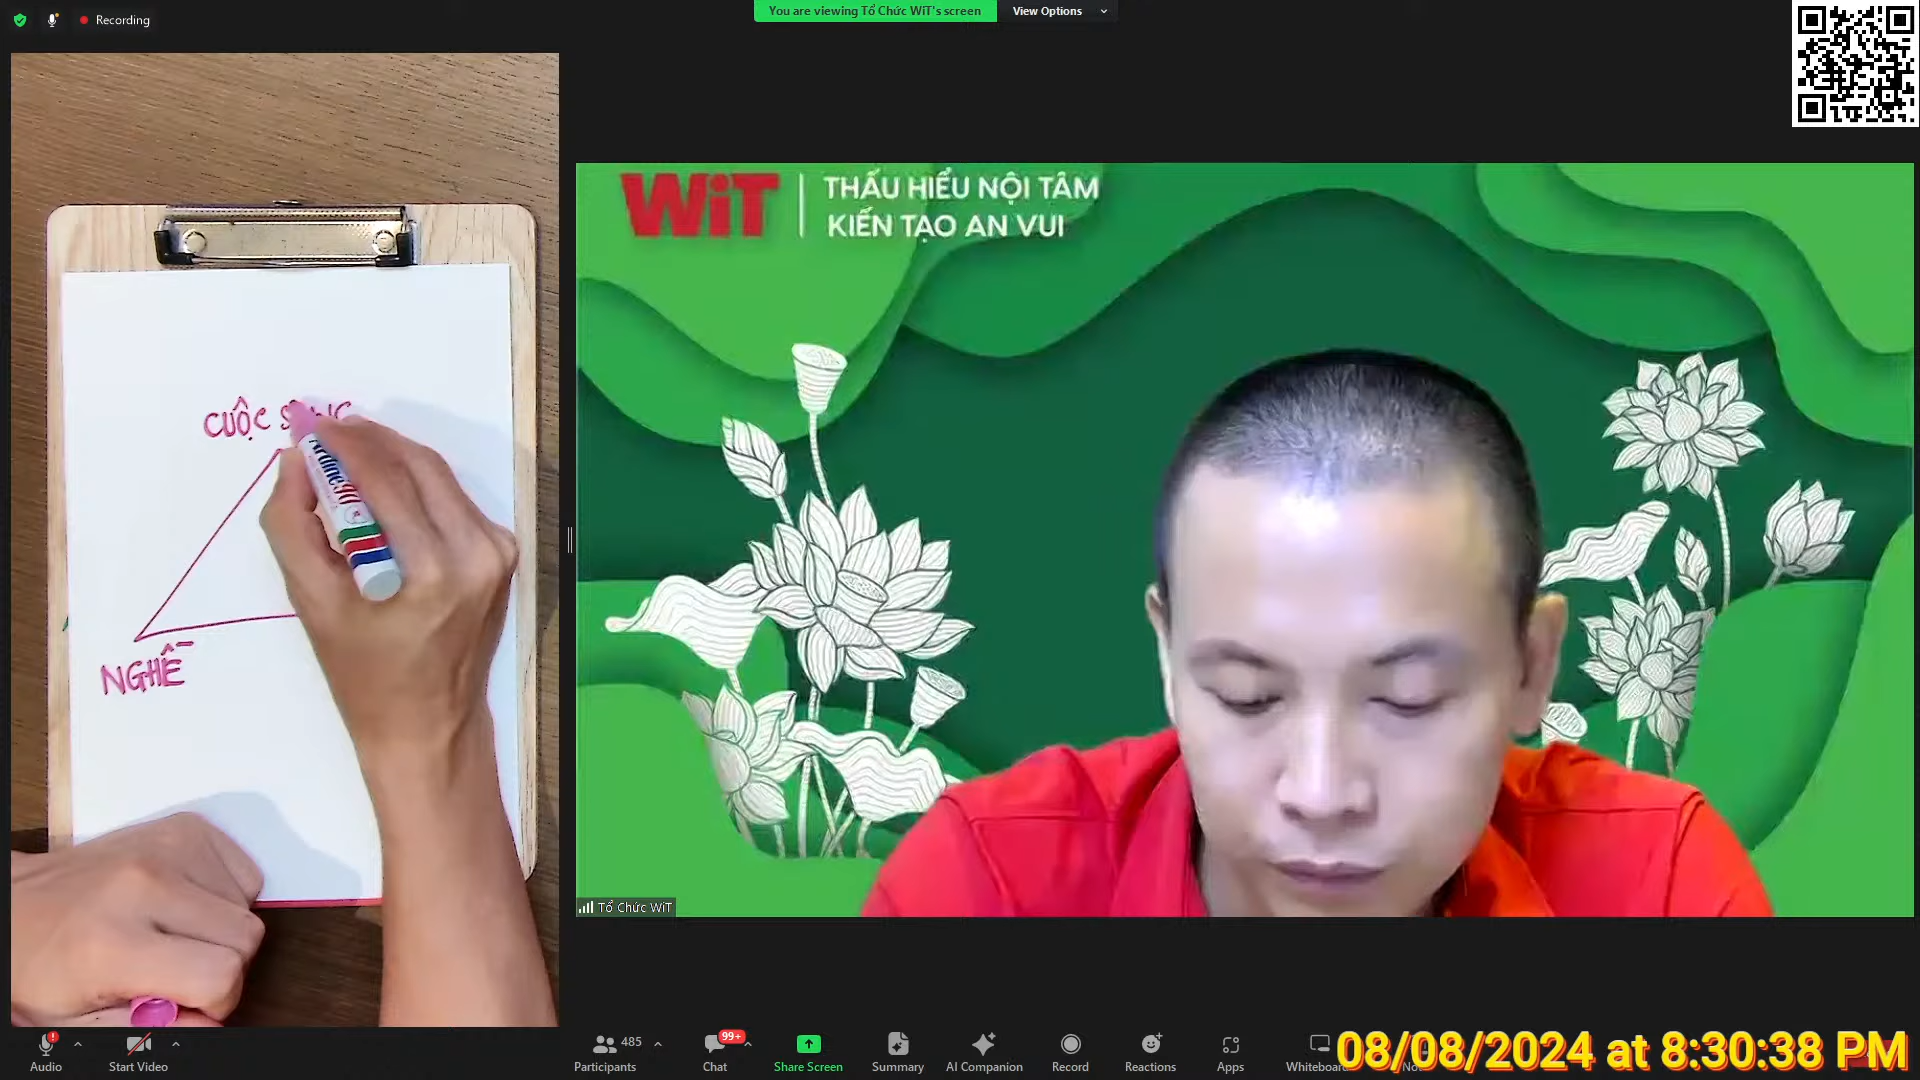 Recording
You are viewing Tổ Chức WiT's screen
View Options
WiT
THẤU HIỂU NỘI TÂM
KIẾN TẠO AN VUI
CUỘC
NGHỀ
Artline
Tổ Chức WiT
Audio
Start Video
485
Participants
99+
Chat
Share Screen
Summary
AI Companion
Record
Reactions
Apps
08/08/2024 at 8:30:38 PM